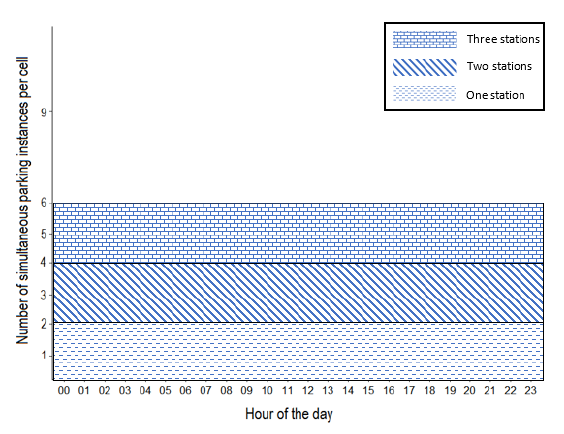 Three stations
Two stations
One station
Number of simultaneous parking instances per cell
9
6
5
4
3
2
1
00 01 02 03 04 05 06 07 08 09 10 11 12 13 14 15 16 17 18 19 20 21 22 23
Hour of the day